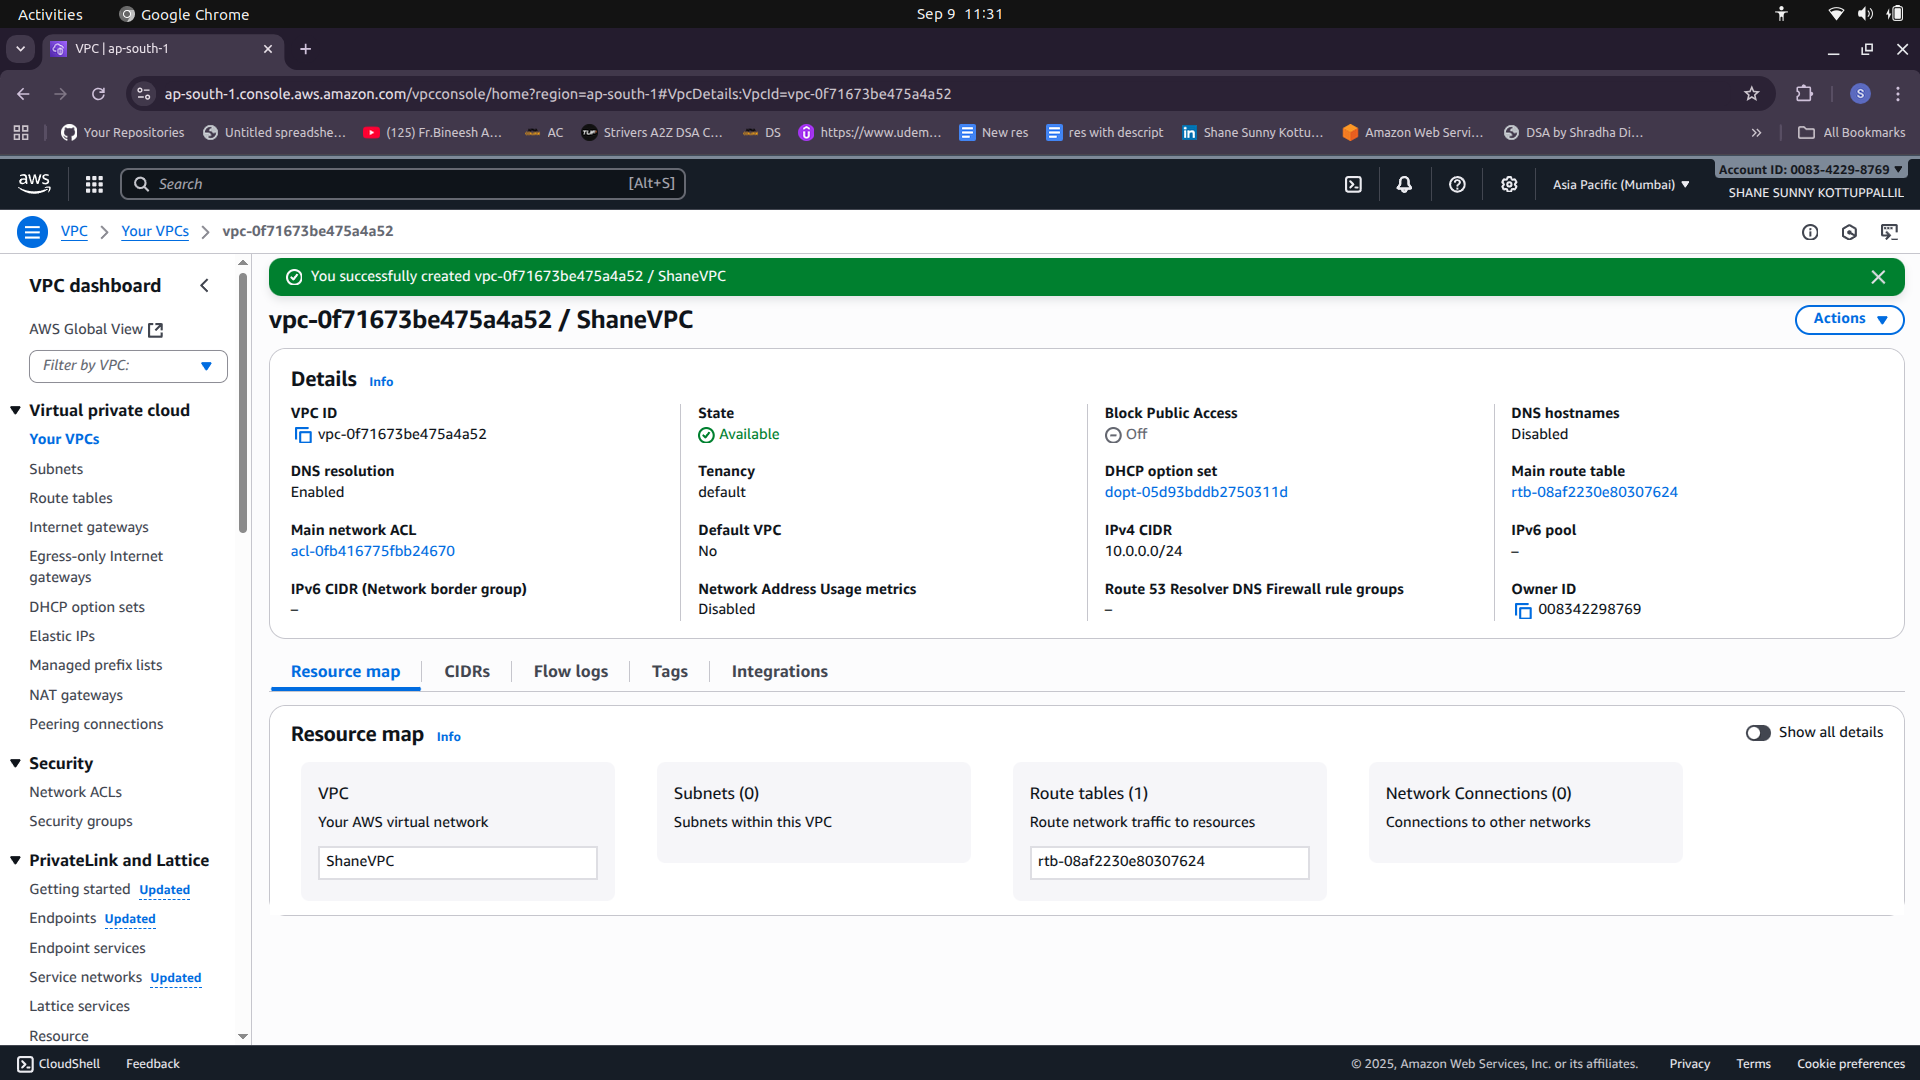 Activities
Google Chrome
Sep 9 11:31
VPC | ap-south-1
ap-south-1.console.aws.amazon.com/vpcconsole/home?region=ap-south-1#VpcDetails:VpcId=vpc-0f71673be475a4a52
S
Your Repositories
Untitled spreadshe...
(125) Fr.Bineesh A...
AC
Strivers A2Z DSA C...
DS
https://www.udem...
New res
res with descript
Shane Sunny Kottu...
Amazon Web Servi...
DSA by Shradha Di...
All Bookmarks
aws
Search
[Alt+S]
Asia Pacific (Mumbai)
Account ID: 0083-4229-8769
SHANE SUNNY KOTTUPPALLIL
VPC
Your VPCs
vpc-0f71673be475a4a52
VPC dashboard
AWS Global View
Filter by VPC:
Virtual private cloud
Your VPCs
Subnets
Route tables
Internet gateways
Egress-only Internet
gateways
DHCP option sets
Elastic IPs
Managed prefix lists
NAT gateways
Peering connections
Security
Network ACLs
Security groups
PrivateLink and Lattice
Getting started Updated
Endpoints Updated
Endpoint services
Service networks Updated
Lattice services
Resource
You successfully created vpc-0f71673be475a4a52 / ShaneVPC
vpc-0f71673be475a4a52 / ShaneVPC
Actions
Details Info
VPC ID
vpc-0f71673be475a4a52
State
Available
Block Public Access
Off
DNS hostnames
Disabled
DNS resolution
Enabled
Tenancy
default
DHCP option set
dopt-05d93bddb2750311d
Main route table
rtb-08af2230e80307624
Main network ACL
acl-0fb416775fbb24670
Default VPC
No
IPv4 CIDR
10.0.0.0/24
IPv6 pool
–
IPv6 CIDR (Network border group)
–
Network Address Usage metrics
Disabled
Route 53 Resolver DNS Firewall rule groups
–
Owner ID
008342298769
Resource map
CIDRs
Flow logs
Tags
Integrations
Resource map Info
Show all details
VPC
Your AWS virtual network
ShaneVPC
Subnets (0)
Subnets within this VPC
Route tables (1)
Route network traffic to resources
rtb-08af2230e80307624
Network Connections (0)
Connections to other networks
CloudShell
Feedback
© 2025, Amazon Web Services, Inc. or its affiliates.
Privacy
Terms
Cookie preferences